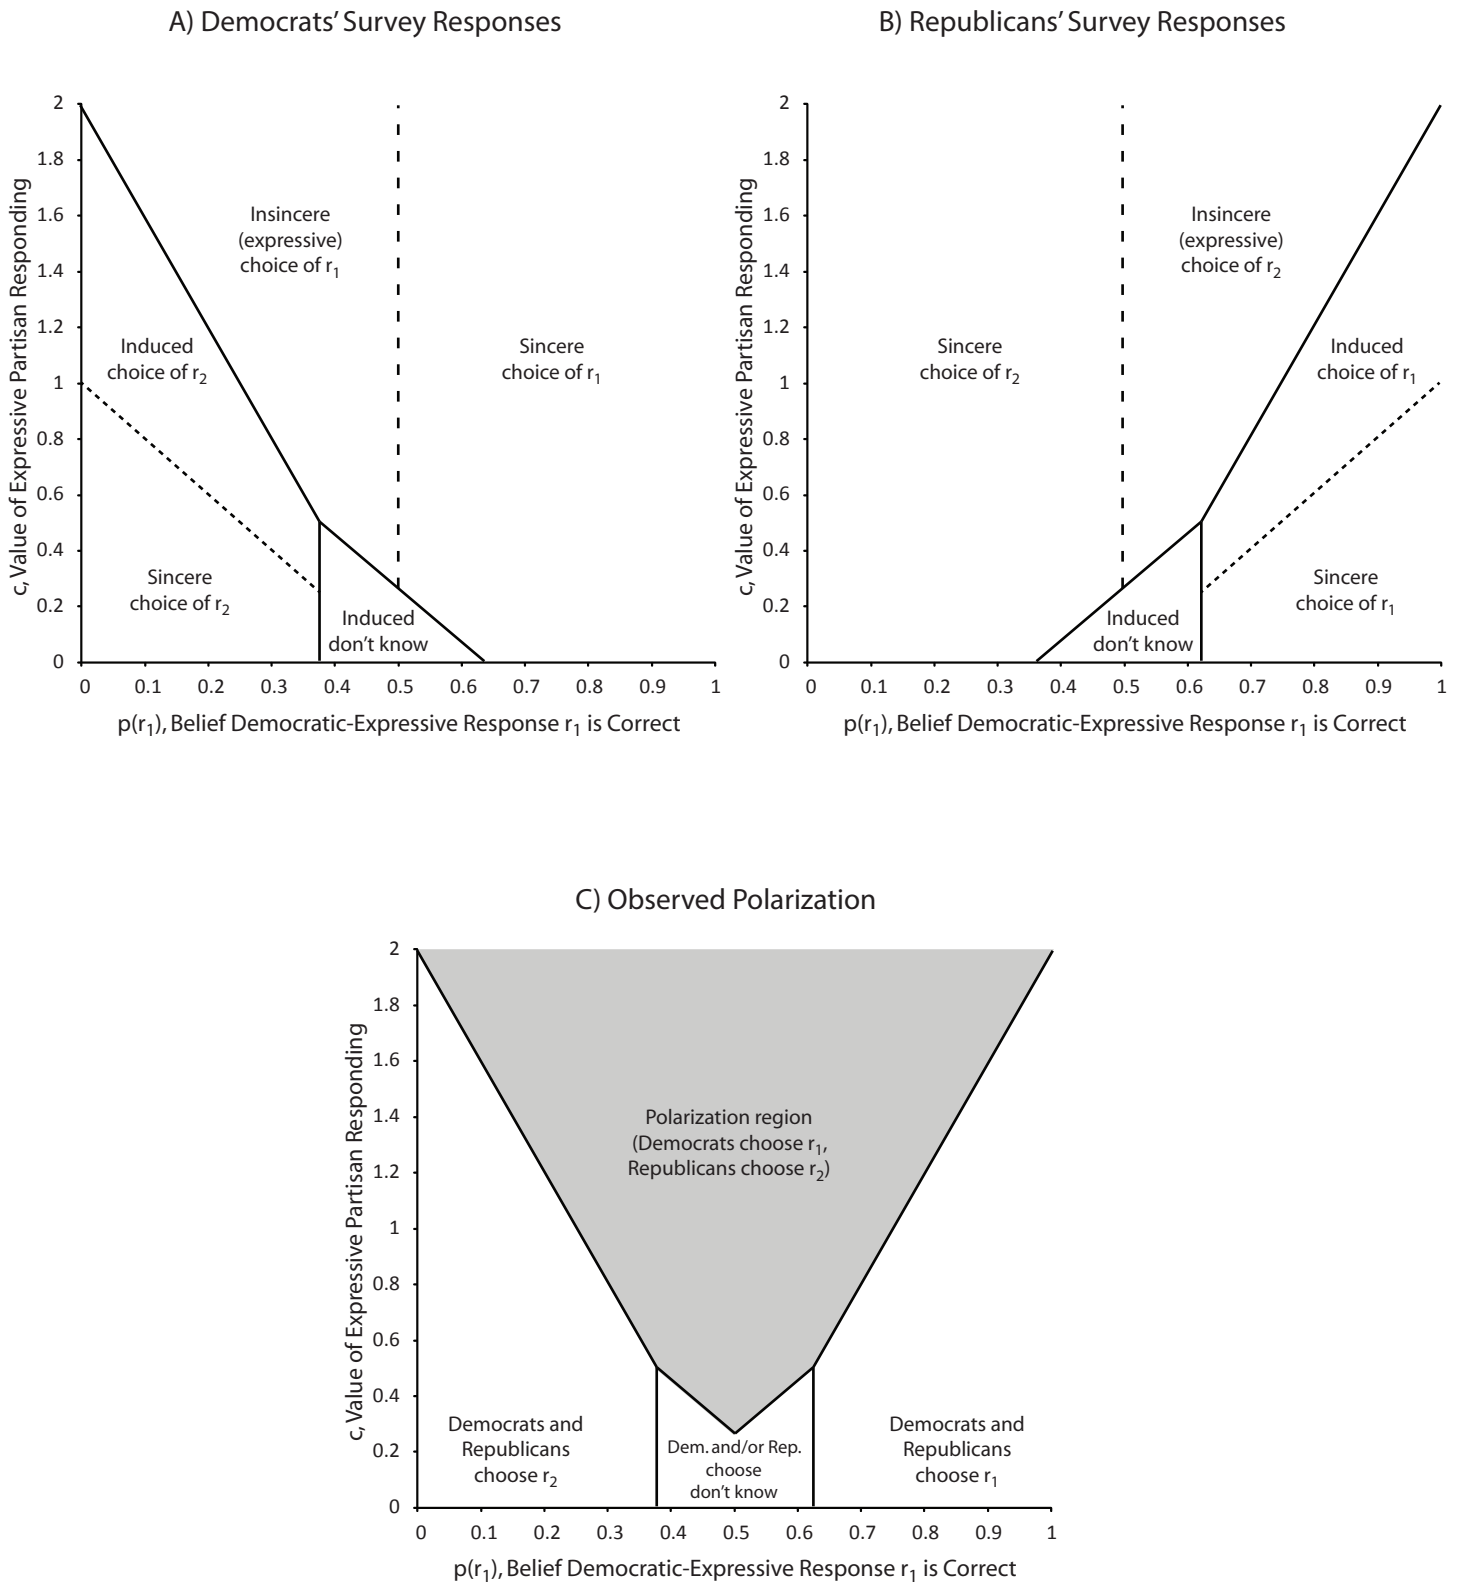 A) Democrats' Survey Responses
2
1.8
1.6
1.4
1.2
1
0.8
0.6
0.4
0.2
0
c, Value of Expressive Partisan Responding
Insincere
(expressive)
choice of r1
Induced
choice of r2
Sincere
choice of r1
Sincere
choice of r2
Induced
don't know
0 0.1 0.2 0.3 0.4 0.5 0.6 0.7 0.8 0.9 1
p(r1), Belief Democratic-Expressive Response r1 is Correct
B) Republicans' Survey Responses
2
1.8
1.6
1.4
1.2
1
0.8
0.6
0.4
0.2
0
c, Value of Expressive Partisan Responding
Insincere
(expressive)
choice of r2
Sincere
choice of r2
Induced
choice of r1
Sincere
choice of r1
Induced
don't know
0 0.1 0.2 0.3 0.4 0.5 0.6 0.7 0.8 0.9 1
p(r1), Belief Democratic-Expressive Response r1 is Correct
C) Observed Polarization
2
1.8
1.6
1.4
1.2
1
0.8
0.6
0.4
0.2
0
c, Value of Expressive Partisan Responding
Polarization region
(Democrats choose r1,
Republicans choose r2)
Democrats and
Republicans
choose r2
Dem. and/or Rep.
choose
don't know
Democrats and
Republicans
choose r1
0 0.1 0.2 0.3 0.4 0.5 0.6 0.7 0.8 0.9 1
p(r1), Belief Democratic-Expressive Response r1 is Correct